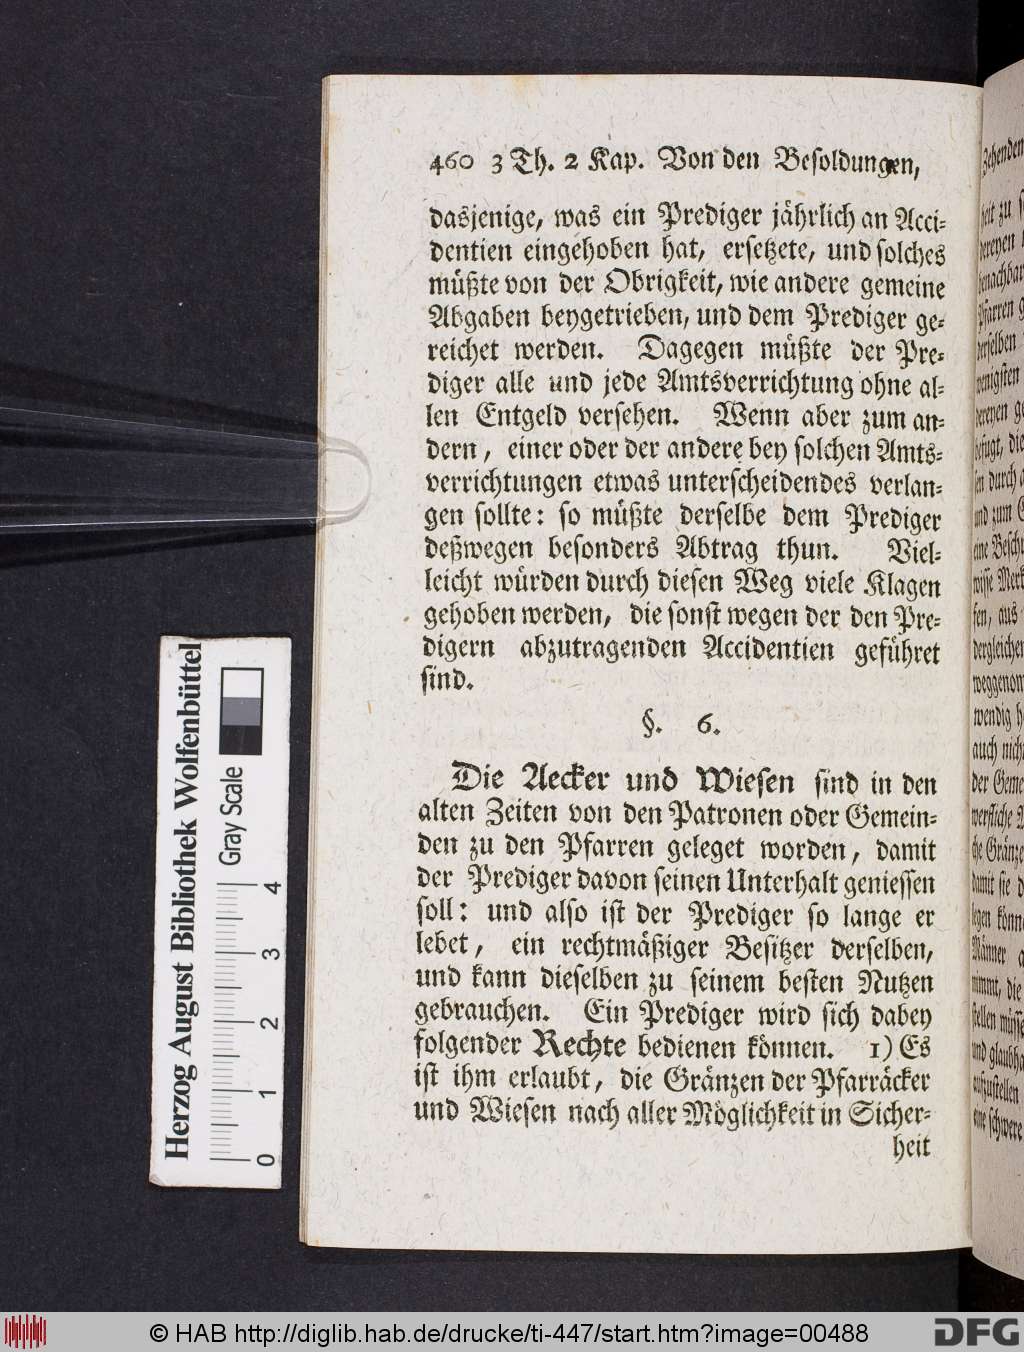 460 3 Th. 2 Kap. Von den Besoldungen,
dasjenige, was ein Prediger jährlich an Acci-
dentien eingehoben hat, ersetzete, und solches
müßte von der Obrigkeit, wie andere gemeine
Abgaben beygetrieben, und dem Prediger ge-
reichet werden. Dagegen müßte der Pre-
diger alle und jede Amtsverrichtung ohne al-
len Entgeld versehen. Wenn aber zum an-
dern, einer oder der andere bey solchen Amts-
verrichtungen etwas unterscheidendes verlan-
gen sollte: so müßte derselbe dem Prediger
deßwegen besonders Abtrag thun. Viel-
leicht würden durch diesen Weg viele Klagen
gehoben werden, die sonst wegen der den Pre-
digern abzutragenden Accidentien geführet
sind.
§. 6.
Die Aecker und Wiesen sind in den
alten Zeiten von den Patronen oder Gemein-
den zu den Pfarren geleget worden, damit
der Prediger davon seinen Unterhalt geniessen
soll: und also ist der Prediger so lange er
lebet, ein rechtmäßiger Besitzer derselben,
und kann dieselben zu seinem besten Nutzen
gebrauchen. Ein Prediger wird sich dabey
folgender Rechte bedienen können. 1) Es
ist ihm erlaubt, die Gränzen der Pfarräcker
und Wiesen nach aller Möglichkeit in Sicher-
heit
Herzog August Bibliothek Wolfenbüttel
Gray Scale
0 1 2 3 4
© HAB http://diglib.hab.de/drucke/ti-447/start.htm?image=00488
DFG